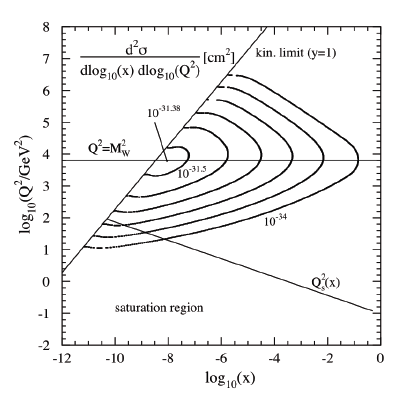 8
7
6
5
4
3
2
1
0
-1
-2
log₁₀(Q²/GeV²)
d²σ
dlog₁₀(x) dlog₁₀(Q²)
[cm²]
kin. limit (y=1)
10⁻³¹·³⁸
Q²=M²_W
10⁻³¹·⁵
10⁻³⁴
Q²ₛ(x)
saturation region
-12 -10 -8 -6 -4 -2 0
log₁₀(x)